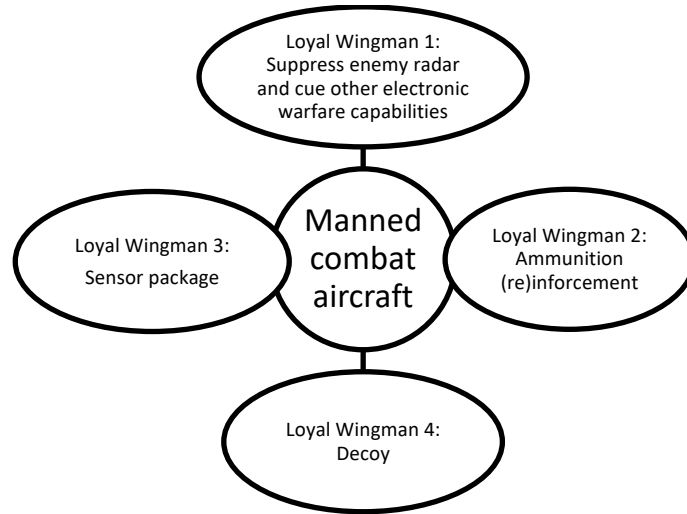 Loyal Wingman 1:
Suppress enemy radar
and cue other electronic
warfare capabilities
Manned
combat
aircraft
Loyal Wingman 3:
Sensor package
Loyal Wingman 2:
Ammunition
(re)inforcement
Loyal Wingman 4:
Decoy